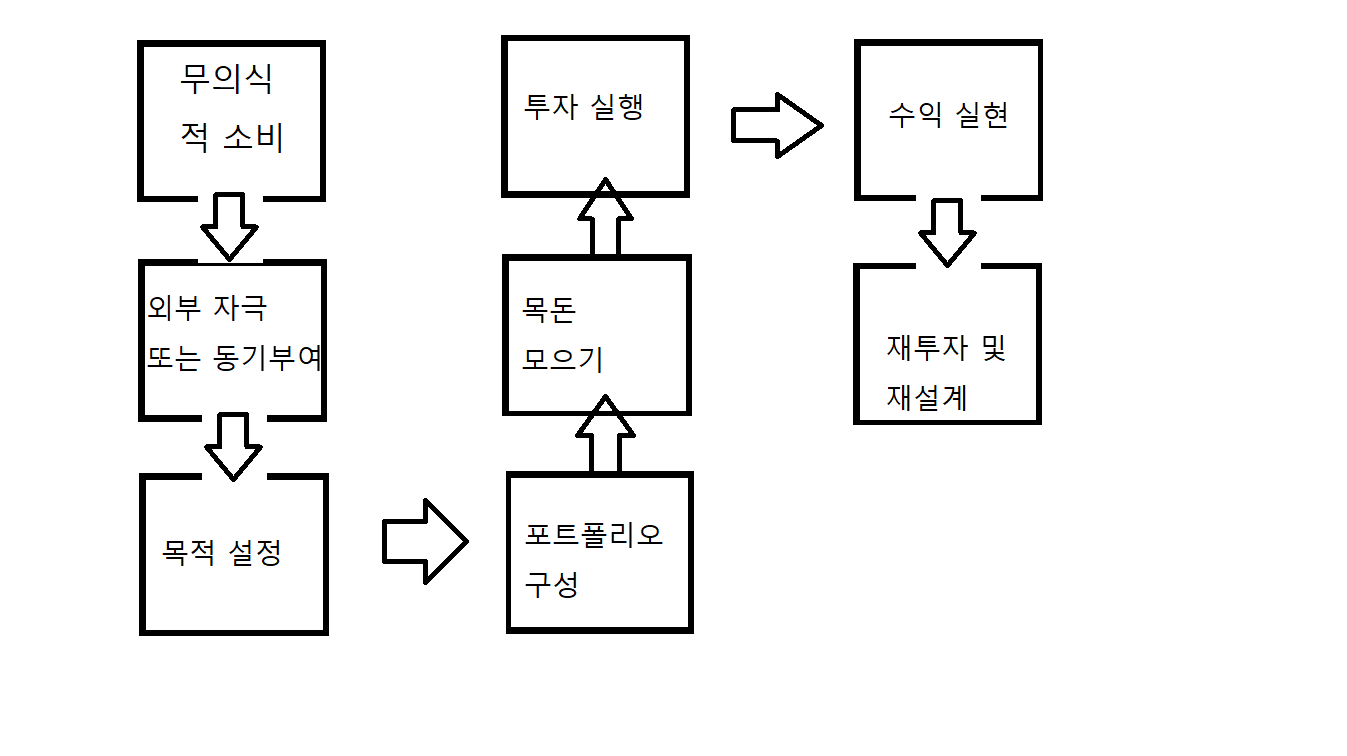 무의식
적 소비
외부 자극
또는 동기부여
목적 설정
포트폴리오
구성
목돈
모으기
투자 실행
수익 실현
재투자 및
재설계